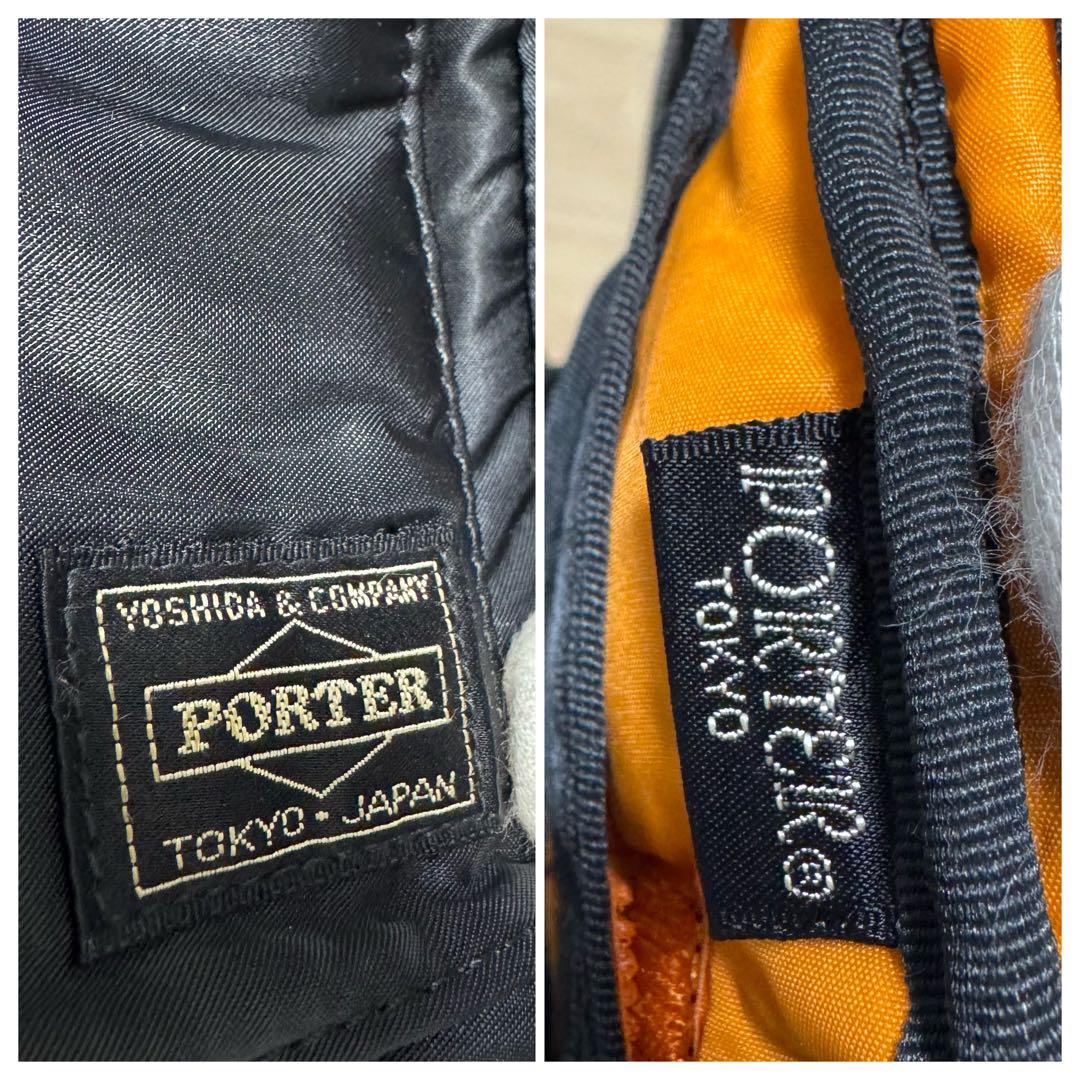 YOSHIDA & COMPANY
PORTER
TOKYO・JAPAN
PORTER®
TOKYO